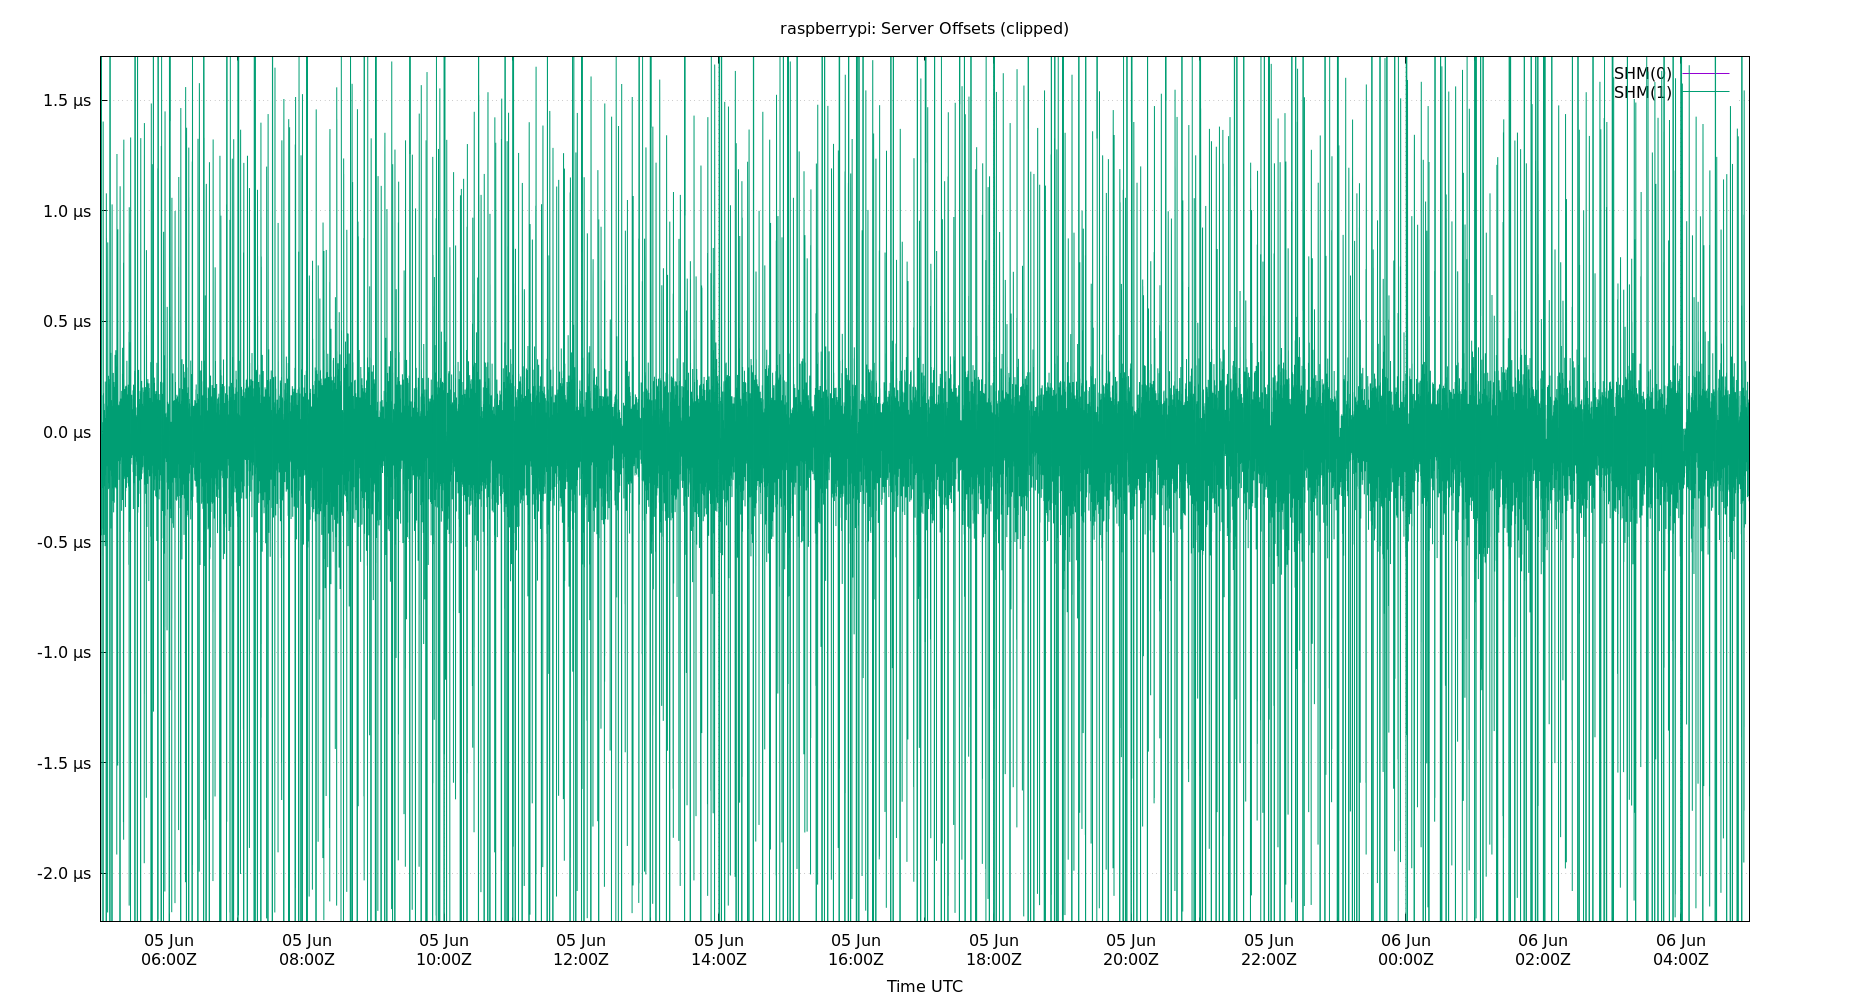 raspberrypi: Server Offsets (clipped)
SHM(0)
SHM(1)
1.5 µs
1.0 µs
0.5 µs
0.0 µs
-0.5 µs
-1.0 µs
-1.5 µs
-2.0 µs
05 Jun 05 Jun 05 Jun 05 Jun 05 Jun 05 Jun 05 Jun 05 Jun 05 Jun 06 Jun 06 Jun 06 Jun
06:00Z 08:00Z 10:00Z 12:00Z 14:00Z 16:00Z 18:00Z 20:00Z 22:00Z 00:00Z 02:00Z 04:00Z
Time UTC